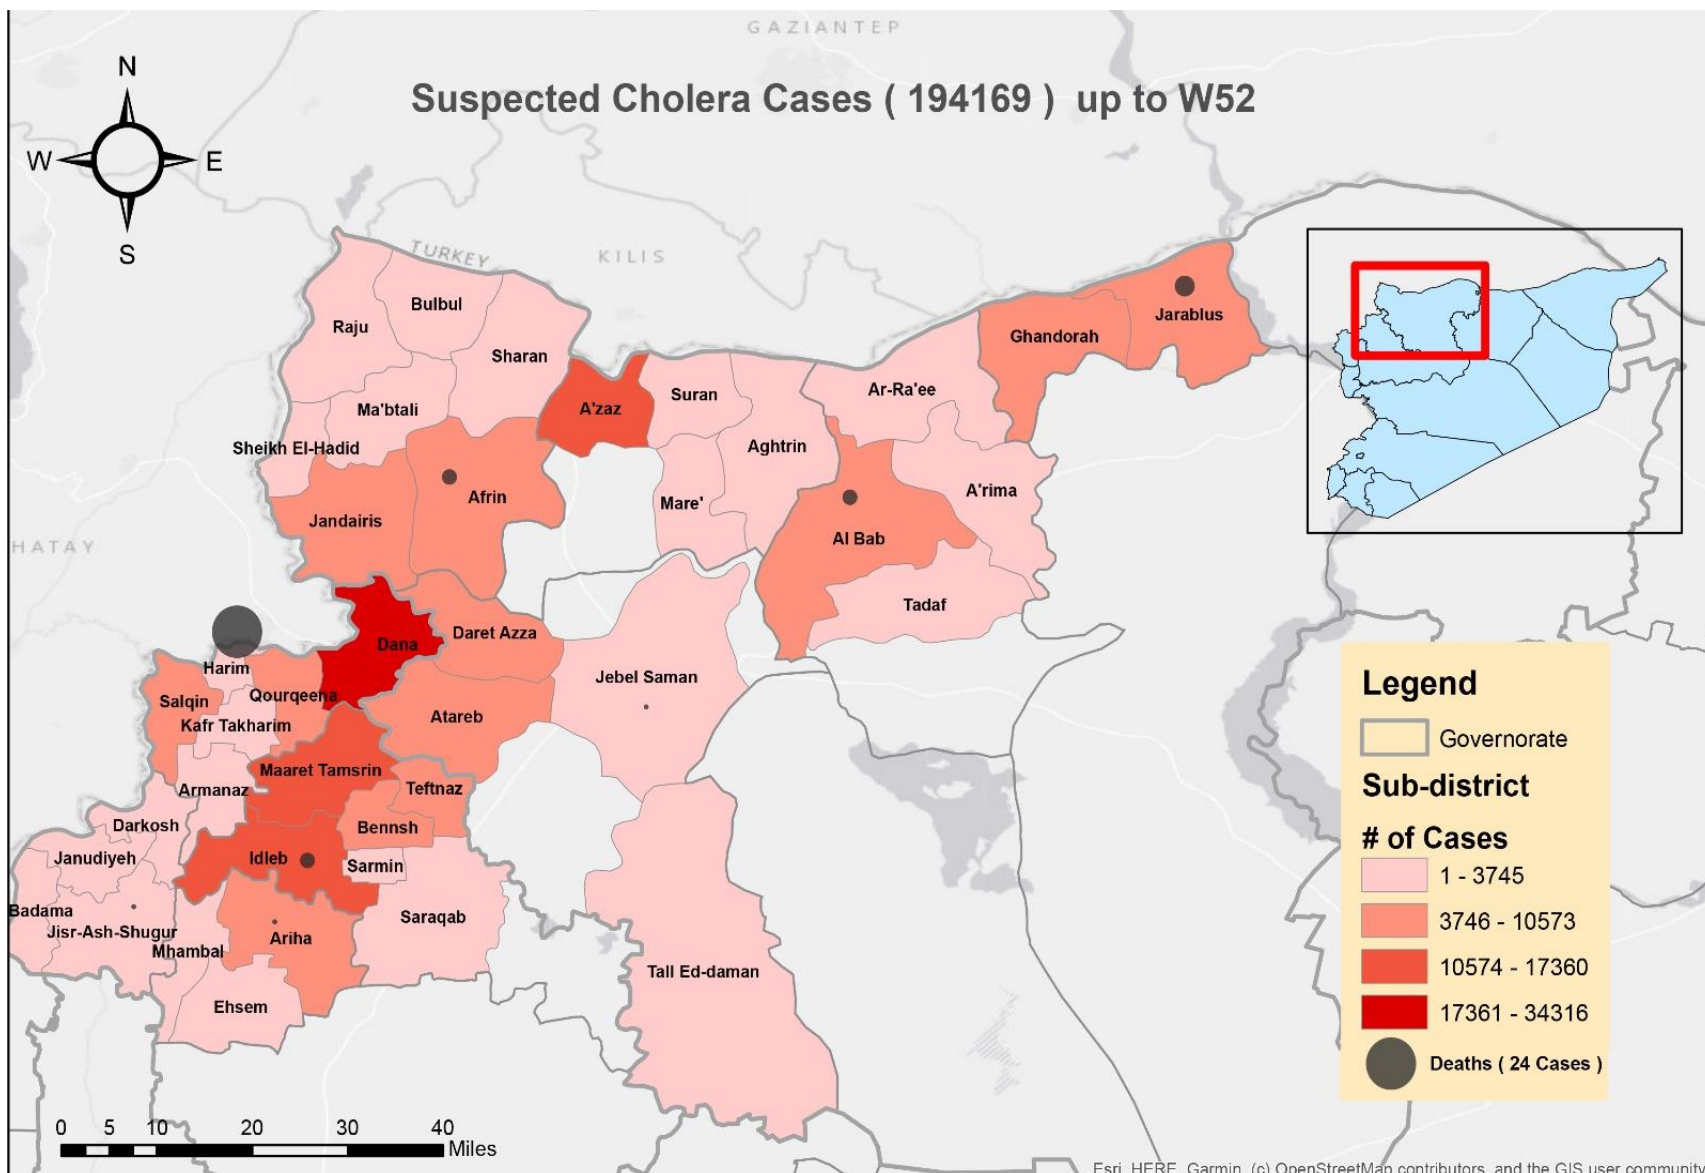 GAZIANTEP
Suspected Cholera Cases ( 194169 ) up to W52
N
W
E
S
TURKEY
KILIS
HATAY
Bulbul
Raju
Sharan
Jarablus
Ghandorah
Ar-Ra'ee
Suran
A'zaz
Ma'btali
Sheikh El-Hadid
Aghtrin
A'rima
Afrin
Mare'
Jandairis
Al Bab
Tadaf
Daret Azza
Dana
Harim
Jebel Saman
Qourqeena
Salqin
Atareb
Kafr Takharim
Maaret Tamsrin
Armanaz
Teftnaz
Darkosh
Bennsh
Janudiyeh
Idleb
Sarmin
Badama
Saraqab
Jisr-Ash-Shugur
Ariha
Mhambal
Tall Ed-daman
Ehsem
Legend
Governorate
Sub-district
# of Cases
1 - 3745
3746 - 10573
10574 - 17360
17361 - 34316
Deaths ( 24 Cases )
0 5 10 20 30 40
Miles
Esri, HERE, Garmin, (c) OpenStreetMap contributors, and the GIS user community